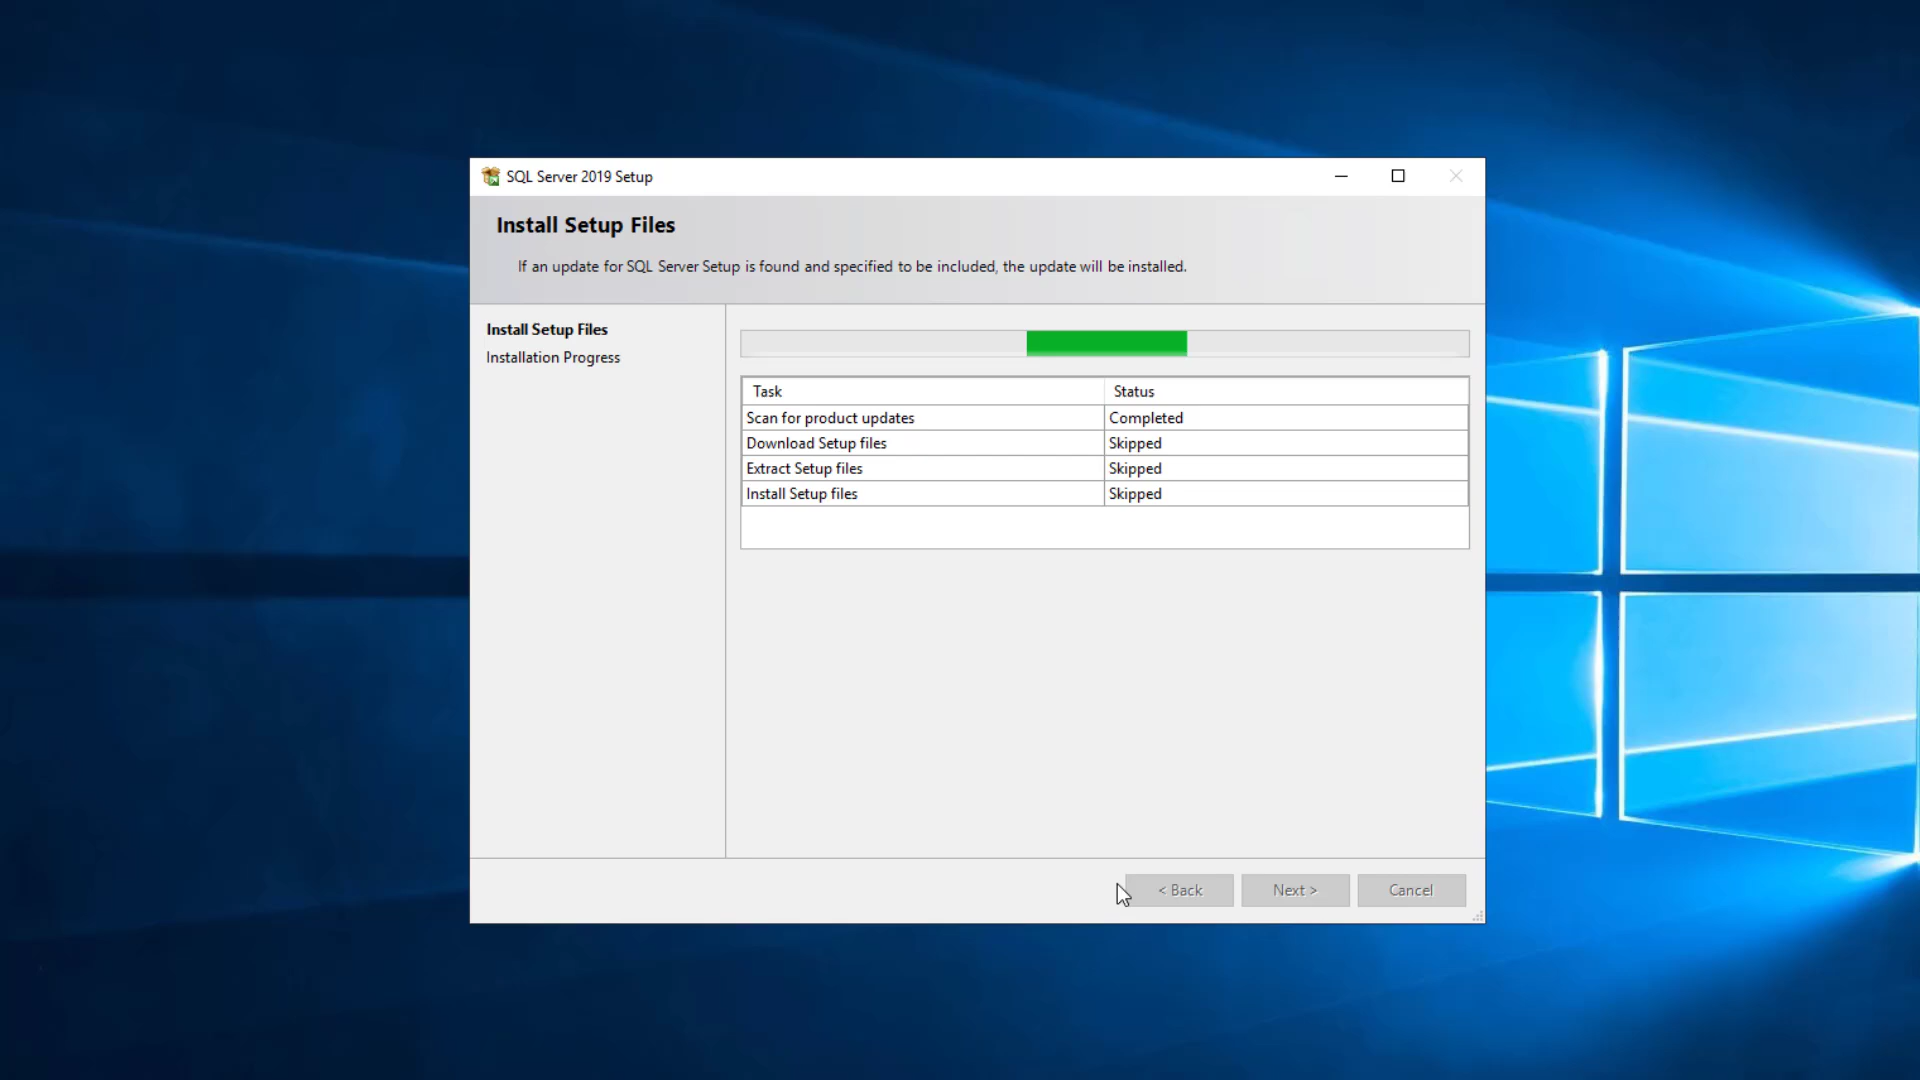 SQL Server 2019 Setup
Install Setup Files
If an update for SQL Server Setup is found and specified to be included, the update will be installed.
Install Setup Files
Installation Progress
Task Status
Scan for product updates Completed
Download Setup files Skipped
Extract Setup files Skipped
Install Setup files Skipped
< Back Next > Cancel